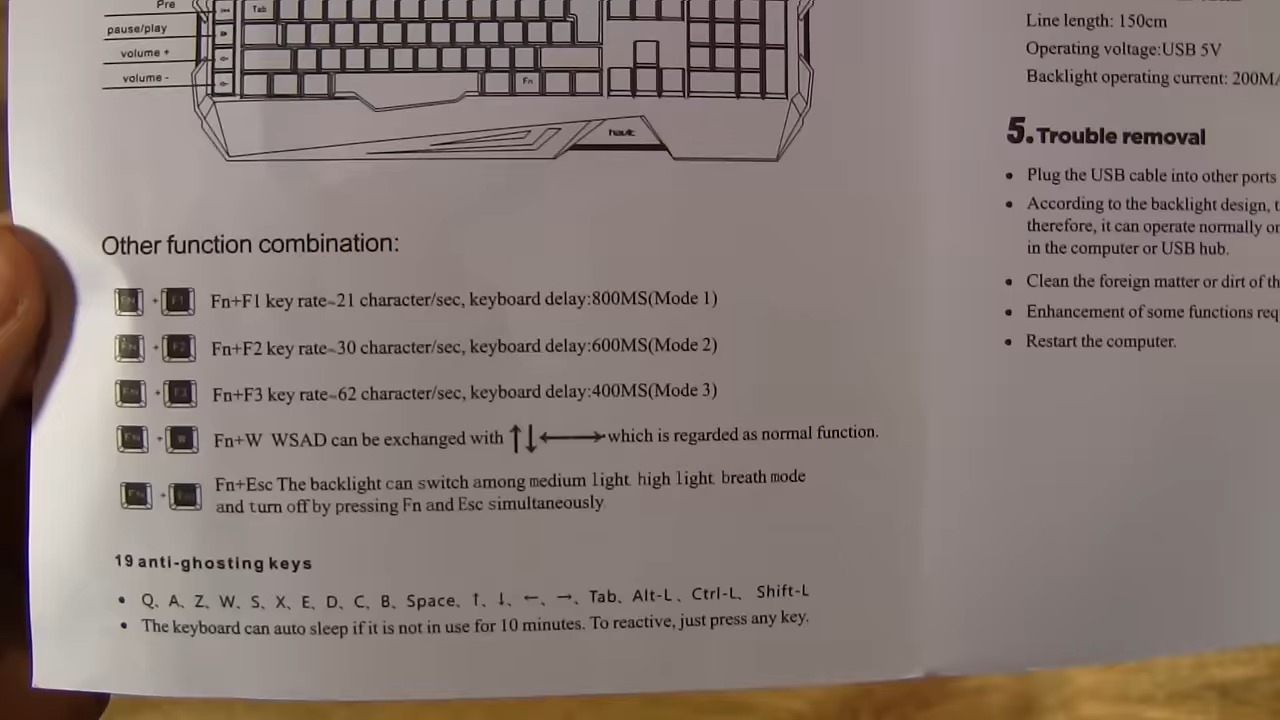 Pre
pause/play
volume +
volume -
Tab
Fn
havit
Other function combination:
Fn+F1 key rate-21 character/sec, keyboard delay:800MS(Mode 1)
Fn+F2 key rate-30 character/sec, keyboard delay:600MS(Mode 2)
Fn+F3 key rate-62 character/sec, keyboard delay:400MS(Mode 3)
Fn+W WSAD can be exchanged with ↑↓←→ which is regarded as normal function.
Fn+Esc The backlight can switch among medium light high light breath mode
and turn off by pressing Fn and Esc simultaneously
19 anti-ghosting keys
• Q、A、Z、W、S、X、E、D、C、B、Space、↑、↓、←、→、Tab、Alt-L、Ctrl-L、Shift-L
• The keyboard can auto sleep if it is not in use for 10 minutes. To reactive, just press any key.
Line length: 150cm
Operating voltage:USB 5V
Backlight operating current: 200MA
5. Trouble removal
• Plug the USB cable into other ports
• According to the backlight design, t
therefore, it can operate normally or
in the computer or USB hub.
• Clean the foreign matter or dirt of th
• Enhancement of some functions req
• Restart the computer.